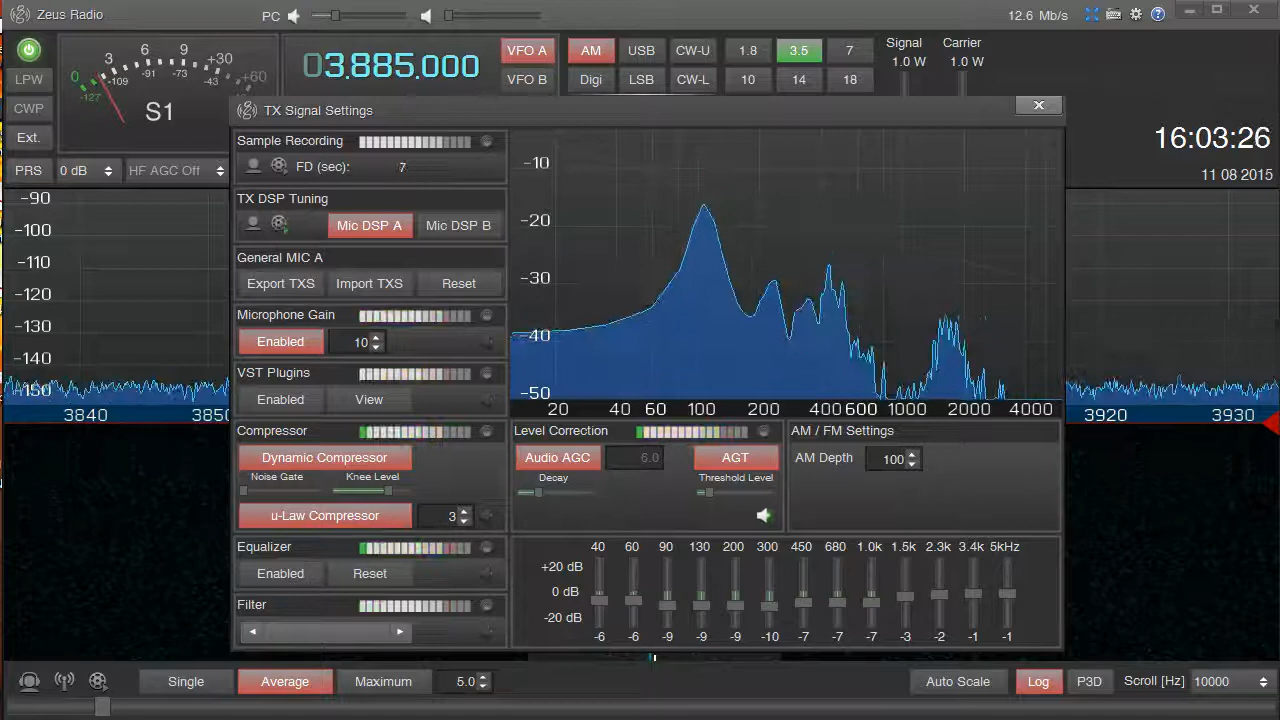 Zeus Radio
PC
12.6 Mb/s
LPW
CWP
Ext.
0 3 6 9 +30 +60
-127 -109 -91 -73 -43
S1
03,885,000
VFO A
VFO B
AM USB CW-U
Digi LSB CW-L
1.8 3.5 7
10 14 18
Signal Carrier
1.0 W 1.0 W
16:03:26
11 08 2015
PRS 0 dB HF AGC Off
-90
-100
-110
-120
-130
-140
-150
3840 3850
3920 3930
TX Signal Settings
Sample Recording
FD (sec): 7
TX DSP Tuning
Mic DSP A Mic DSP B
General MIC A
Export TXS Import TXS Reset
Microphone Gain
Enabled 10
VST Plugins
Enabled View
Compressor
Dynamic Compressor
Noise Gate Knee Level
u-Law Compressor 3
Equalizer
Enabled Reset
Filter
-10
-20
-30
-40
-50
20 40 60 100 200 400 600 1000 2000 4000
Level Correction
Audio AGC 6.0 AGT
Decay Threshold Level
AM / FM Settings
AM Depth 100
40 60 90 130 200 300 450 680 1.0k 1.5k 2.3k 3.4k 5kHz
+20 dB
0 dB
-20 dB
-6 -6 -9 -9 -9 -10 -7 -7 -7 -3 -2 -1 -1
Single Average Maximum 5.0
Auto Scale Log P3D Scroll [Hz] 10000